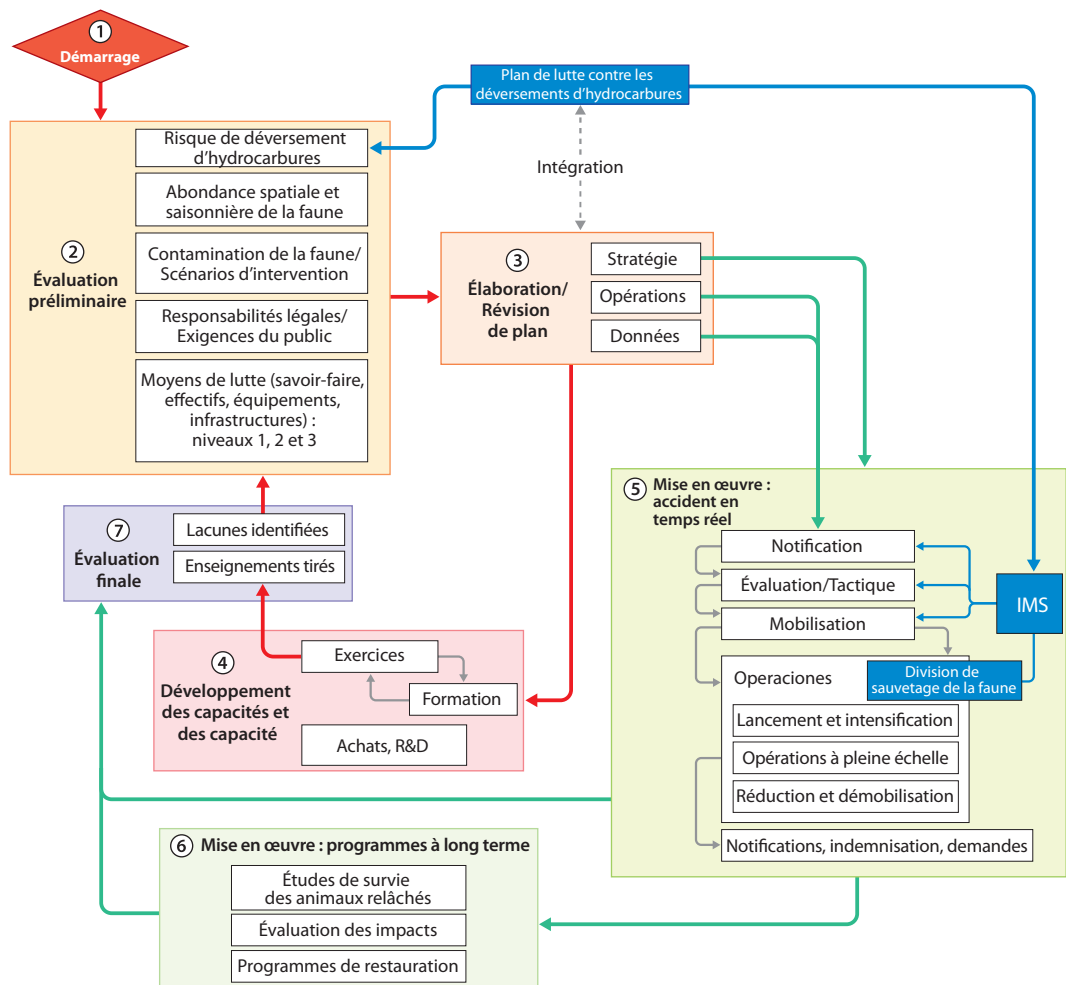 1
Démarrage
Plan de lutte contre les
déversements d'hydrocarbures
Intégration
2
Évaluation
préliminaire
Risque de déversement
d'hydrocarbures
Abondance spatiale et
saisonnière de la faune
Contamination de la faune/
Scénarios d'intervention
Responsabilités légales/
Exigences du public
Moyens de lutte (savoir-faire,
effectifs, équipements,
infrastructures) :
niveaux 1, 2 et 3
3
Élaboration/
Révision
de plan
Stratégie
Opérations
Données
7
Évaluation
finale
Lacunes identifiées
Enseignements tirés
4
Développement
des capacités et
des capacité
Exercices
Formation
Achats, R&D
5 Mise en œuvre :
accident en
temps réel
Notification
Évaluation/Tactique
Mobilisation
IMS
Operaciones
Division de
sauvetage de la faune
Lancement et intensification
Opérations à pleine échelle
Réduction et démobilisation
Notifications, indemnisation, demandes
6 Mise en œuvre : programmes à long terme
Études de survie
des animaux relâchés
Évaluation des impacts
Programmes de restauration